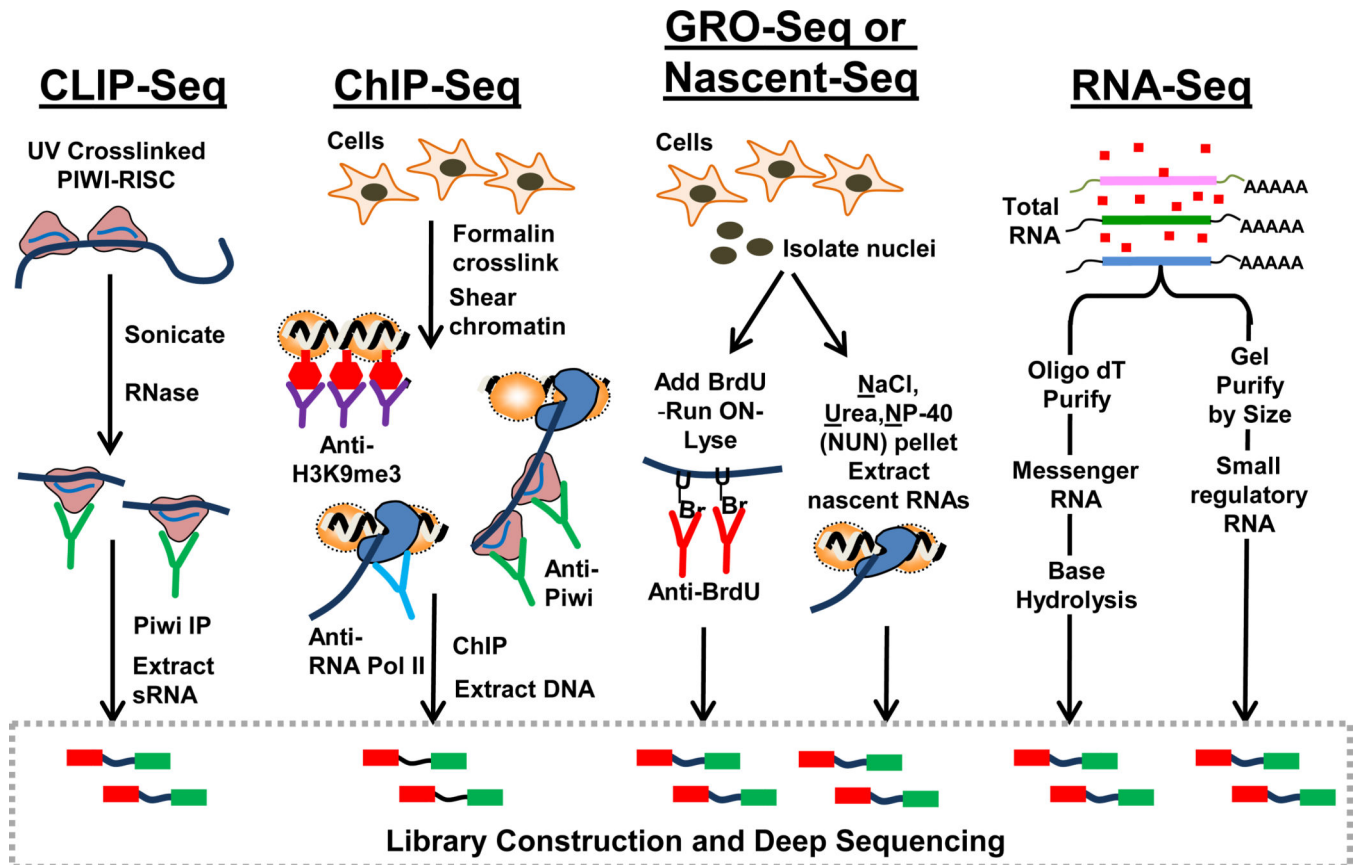 CLIP-Seq
UV Crosslinked
PIWI-RISC
Sonicate
RNase
Piwi IP
Extract
sRNA
ChIP-Seq
Cells
Formalin
crosslink
Shear
chromatin
Anti-
H3K9me3
Anti-
Piwi
Anti-
RNA Pol II
ChIP
Extract DNA
GRO-Seq or
Nascent-Seq
Cells
Isolate nuclei
Add BrdU
-Run ON-
Lyse
U
U
Br
Br
Anti-BrdU
NaCl,
Urea,NP-40
(NUN) pellet
Extract
nascent RNAs
RNA-Seq
Total
RNA
AAAAA
AAAAA
AAAAA
Oligo dT
Purify
Messenger
RNA
Base
Hydrolysis
Gel
Purify
by Size
Small
regulatory
RNA
Library Construction and Deep Sequencing